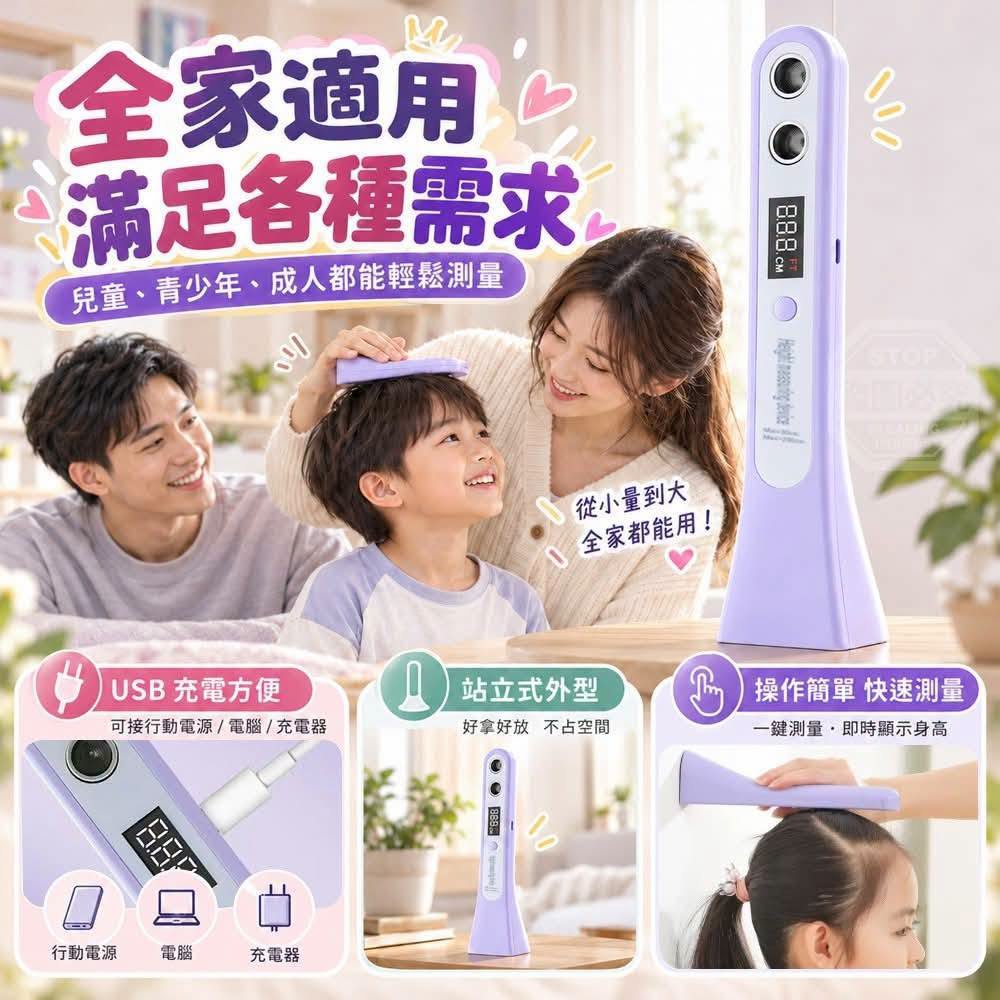 全家適用
滿足各種需求
兒童、青少年、成人都能輕鬆測量
888 FT
.CM
Height measuring device
從小量到大
全家都能用！
STOP
USB 充電方便
可接行動電源 / 電腦 / 充電器
行動電源
電腦
充電器
站立式外型
好拿好放 不占空間
操作簡單 快速測量
一鍵測量·即時顯示身高